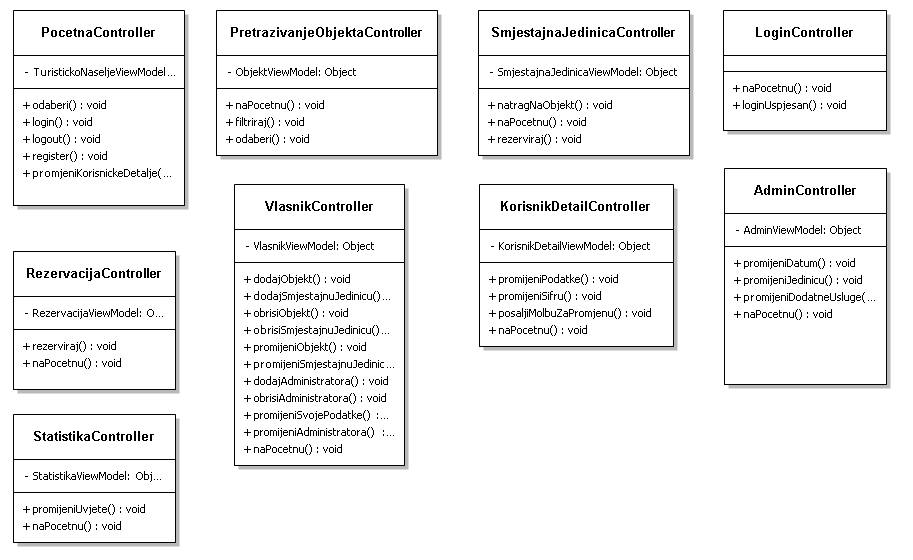 PocetnaController
- TuristickoNaseljeViewModel...
+ odaberi() : void
+ login() : void
+ logout() : void
+ register() : void
+ promjeniKorisnickeDetalje(...
PretrazivanjeObjektaController
- ObjektViewModel: Object
+ naPocetnu() : void
+ filtriraj() : void
+ odaberi() : void
SmjestajnaJedinicaController
- SmjestajnaJedinicaViewModel: Object
+ natragNaObjekt() : void
+ naPocetnu() : void
+ rezerviraj() : void
LoginController
+ naPocetnu() : void
+ loginUspjesan() : void
VlasnikController
- VlasnikViewModel: Object
+ dodajObjekt() : void
+ dodajSmjestajnuJedinicu()...
+ obrisiObjekt() : void
+ obrisiSmjestajnuJedinicu()...
+ promijeniObjekt() : void
+ promijeniSmjestajnuJedinic...
+ dodajAdministratora() : void
+ obrisiAdministratora() : void
+ promijeniSvojePodatke() :...
+ promijeniAdministratora() :...
+ naPocetnu() : void
KorisnikDetailController
- KorisnikDetailViewModel: Object
+ promijeniPodatke() : void
+ promijeniSifru() : void
+ posaljiMolbuZaPromjenu() : void
+ naPocetnu() : void
AdminController
- AdminViewModel: Object
+ promijeniDatum() : void
+ promijeniJedinicu() : void
+ promijeniDodatneUsluge(...
+ naPocetnu() : void
RezervacijaController
- RezervacijaViewModel: O...
+ rezerviraj() : void
+ naPocetnu() : void
StatistikaController
- StatistikaViewModel: Obj...
+ promijeniUvjete() : void
+ naPocetnu() : void